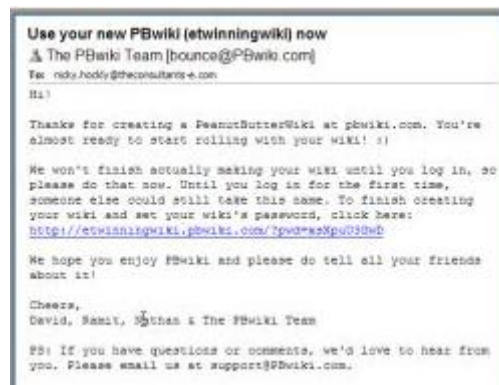 Use your new PBwiki (etwinningwiki) now
The PBwiki Team [bounce@PBwiki.com]
To: nicky.hockly@theconsultants-e.com
Hi!
Thanks for creating a PeanutButterWiki at pbwiki.com. You're
almost ready to start rolling with your wiki! :)
We won't finish actually making your wiki until you log in, so
please do that now. Until you log in for the first time,
someone else could still take this name. To finish creating
your wiki and set your wiki's password, click here:
http://etwinningwiki.pbwiki.com/
We hope you enjoy PBwiki and please do tell all your friends
about it!
Cheers,
David, Ramit, Nathan & The PBwiki Team
PS: If you have questions or comments, we'd love to hear from
you. Please email us at support@PBwiki.com.